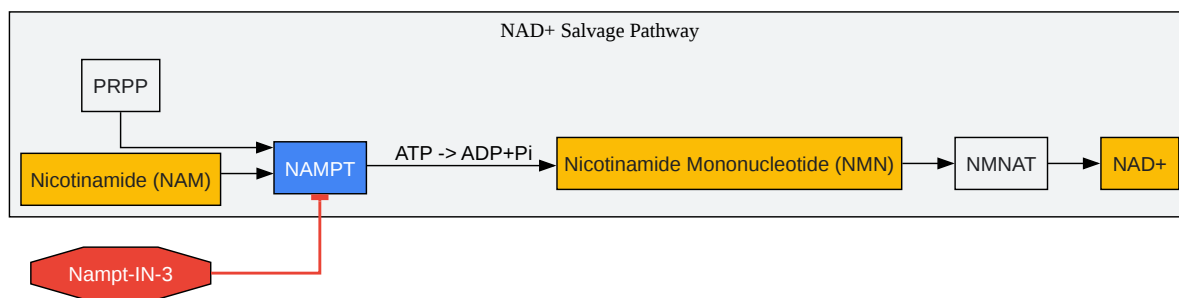 NAD+ Salvage Pathway
PRPP
Nicotinamide (NAM)
NAMPT
ATP -> ADP+Pi
Nicotinamide Mononucleotide (NMN)
NMNAT
NAD+
Nampt-IN-3